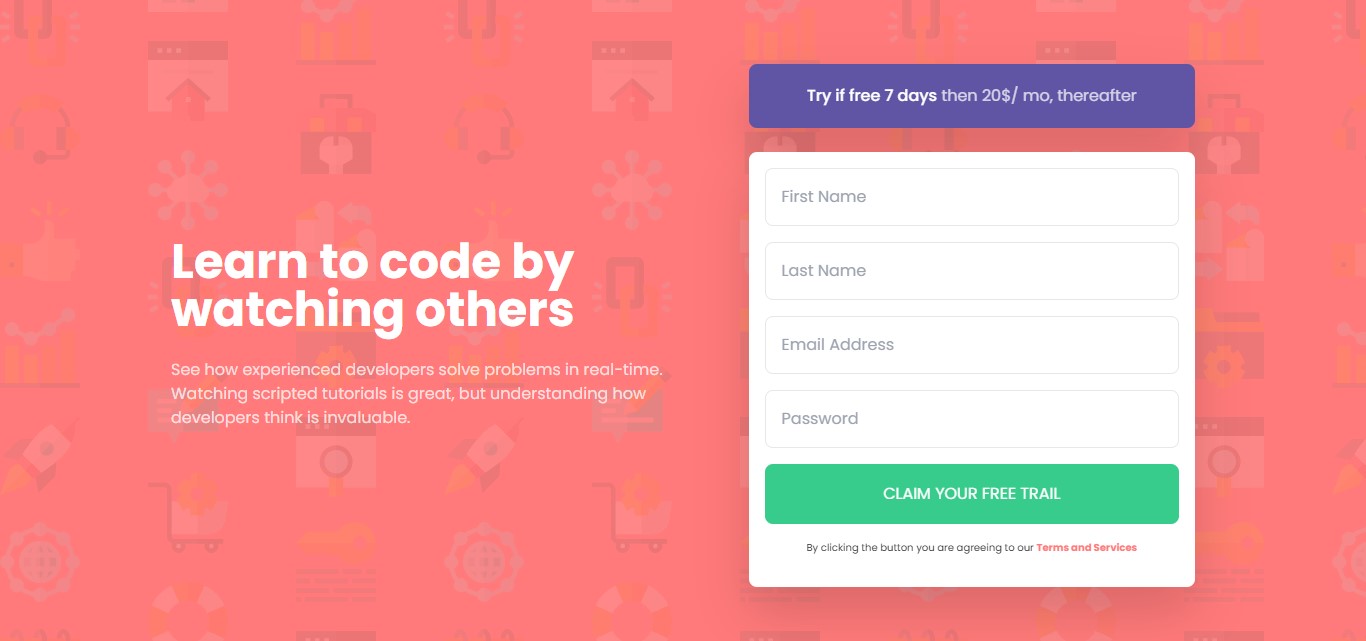 Learn to code by
watching others
See how experienced developers solve problems in real-time.
Watching scripted tutorials is great, but understanding how
developers think is invaluable.
Try if free 7 days then 20$/ mo, thereafter
First Name
Last Name
Email Address
Password
CLAIM YOUR FREE TRAIL
By clicking the button you are agreeing to our Terms and Services